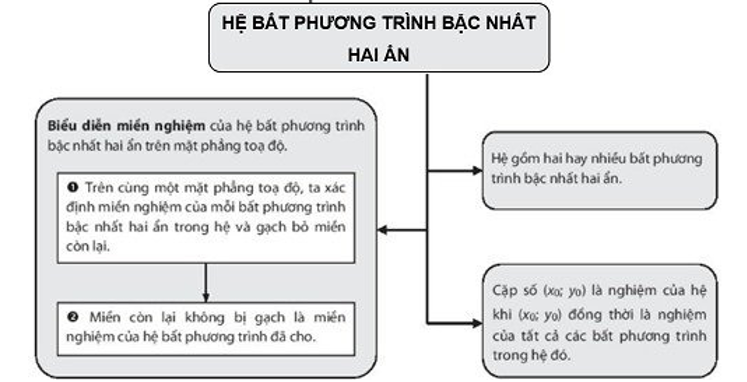 HỆ BẤT PHƯƠNG TRÌNH BẬC NHẤT
HAI ẨN
Biểu diễn miền nghiệm của hệ bất phương trình
bậc nhất hai ẩn trên mặt phẳng toạ độ.
❶ Trên cùng một mặt phẳng toạ độ, ta xác
định miền nghiệm của mỗi bất phương trình
bậc nhất hai ẩn trong hệ và gạch bỏ miền
còn lại.
❷ Miền còn lại không bị gạch là miền
nghiệm của hệ bất phương trình đã cho.
Hệ gồm hai hay nhiều bất phương
trình bậc nhất hai ẩn.
Cặp số (x₀; y₀) là nghiệm của hệ
khi (x₀; y₀) đồng thời là nghiệm
của tất cả các bất phương trình
trong hệ đó.